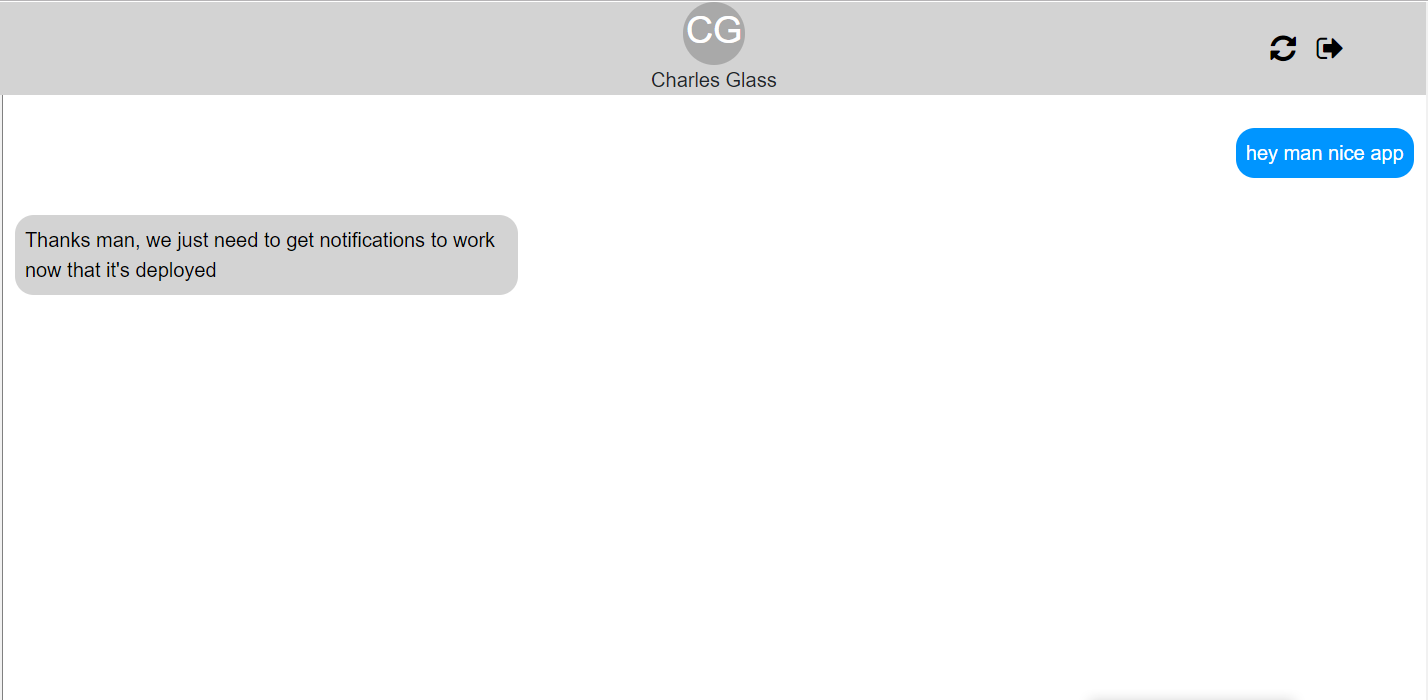 CG
Charles Glass
hey man nice app
Thanks man, we just need to get notifications to work
now that it's deployed